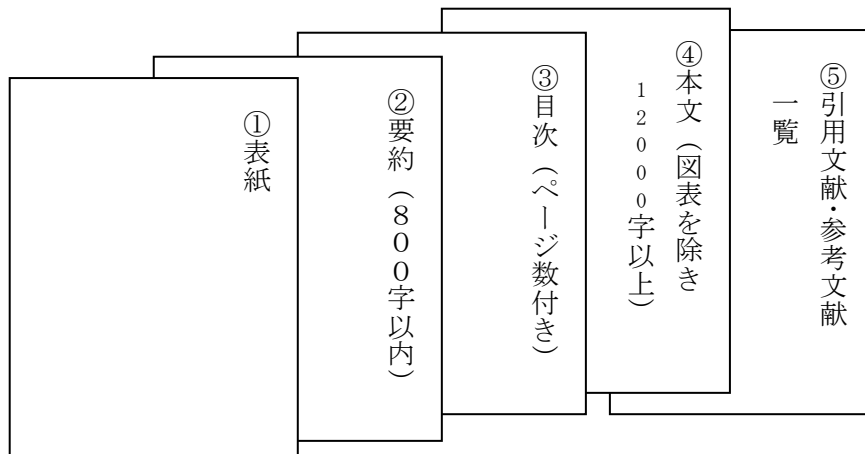 ①表紙
②要約（８００字以内）
③目次（ページ数付き）
④本文（図表を除き
１２０００字以上）
⑤引用文献・参考文献
一覧